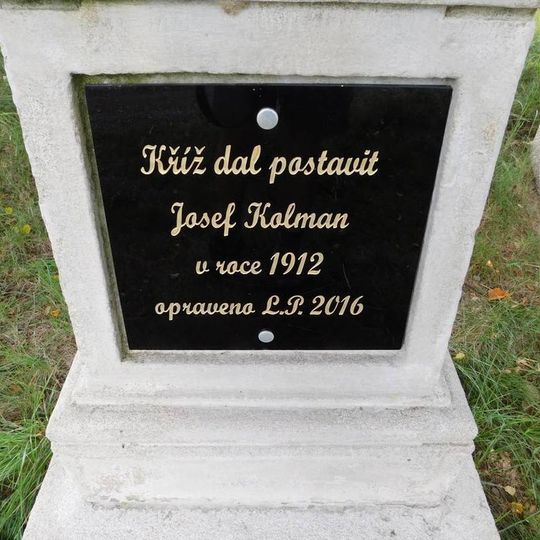 Kříž dal postavit
Josef Kolman
v roce 1912
opraveno L.P. 2016